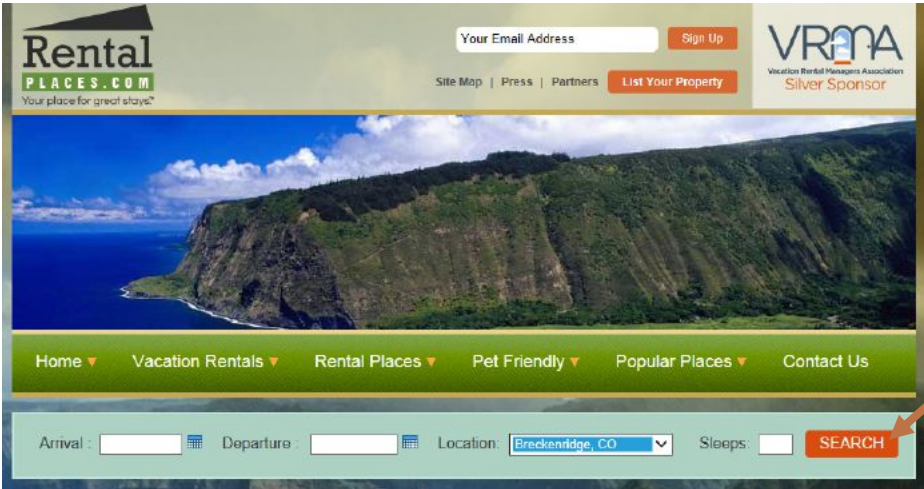 Rental
PLACES.COM
Your place for great stays.™
Your Email Address
Sign Up
Site Map | Press | Partners
List Your Property
VRMA
Vacation Rental Managers Association
Silver Sponsor
Home ▼ Vacation Rentals ▼ Rental Places ▼ Pet Friendly ▼ Popular Places ▼ Contact Us
Arrival : Departure : Location: Breckenridge, CO Sleeps: SEARCH